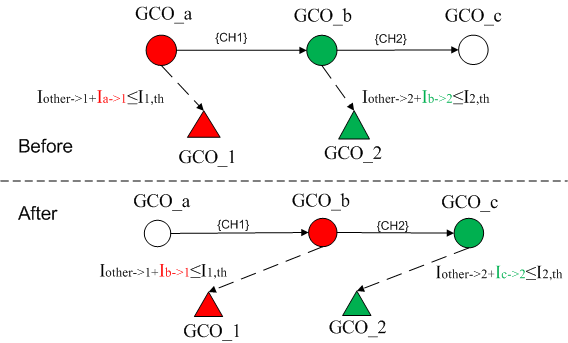 GCO_a GCO_b GCO_c
{CH1} {CH2}
Iother->1+Ia->1≤I1,th Iother->2+Ib->2≤I2,th
GCO_1 GCO_2
Before
After
GCO_a GCO_b GCO_c
{CH1} {CH2}
Iother->1+Ib->1≤I1,th Iother->2+Ic->2≤I2,th
GCO_1 GCO_2